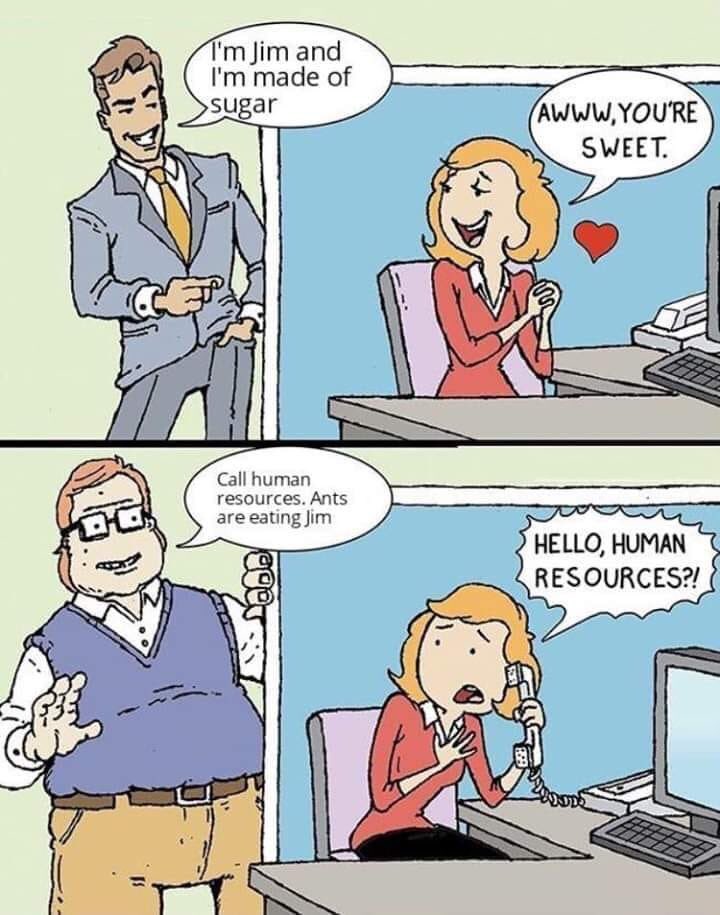 I'm Jim and
I'm made of
sugar
AWWW,YOU'RE
SWEET.
Call human
resources. Ants
are eating Jim
HELLO, HUMAN
RESOURCES?!